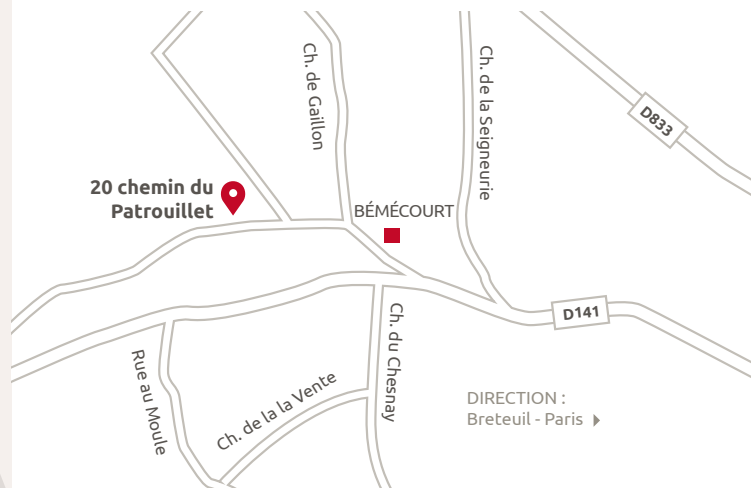 Ch. de Gaillon
Ch. de la Seigneurie
D833
20 chemin du
Patrouillet
BÉMÉCOURT
D141
Ch. du Chesnay
Rue au Moule
Ch. de la la Vente
DIRECTION :
Breteuil - Paris